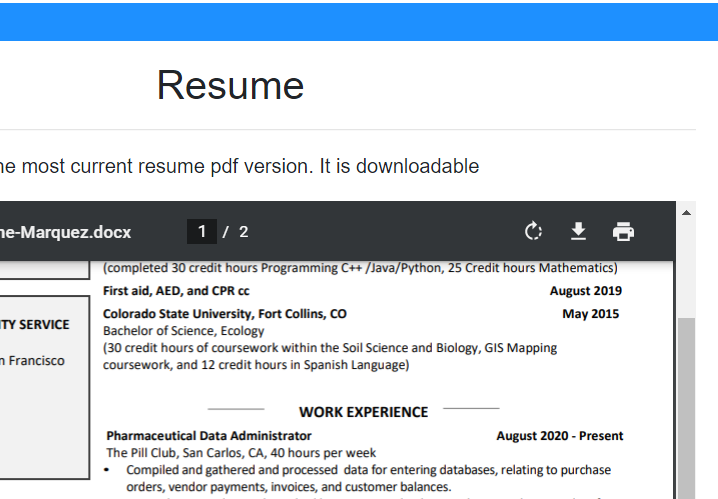 Resume
he most current resume pdf version. It is downloadable
ne-Marquez.docx 1 / 2
(completed 30 credit hours Programming C++ /Java/Python, 25 Credit hours Mathematics)
First aid, AED, and CPR cc August 2019
Colorado State University, Fort Collins, CO May 2015
Bachelor of Science, Ecology
(30 credit hours of coursework within the Soil Science and Biology, GIS Mapping
coursework, and 12 credit hours in Spanish Language)
TY SERVICE
n Francisco
WORK EXPERIENCE
Pharmaceutical Data Administrator August 2020 - Present
The Pill Club, San Carlos, CA, 40 hours per week
• Compiled and gathered and processed data for entering databases, relating to purchase
orders, vendor payments, invoices, and customer balances.